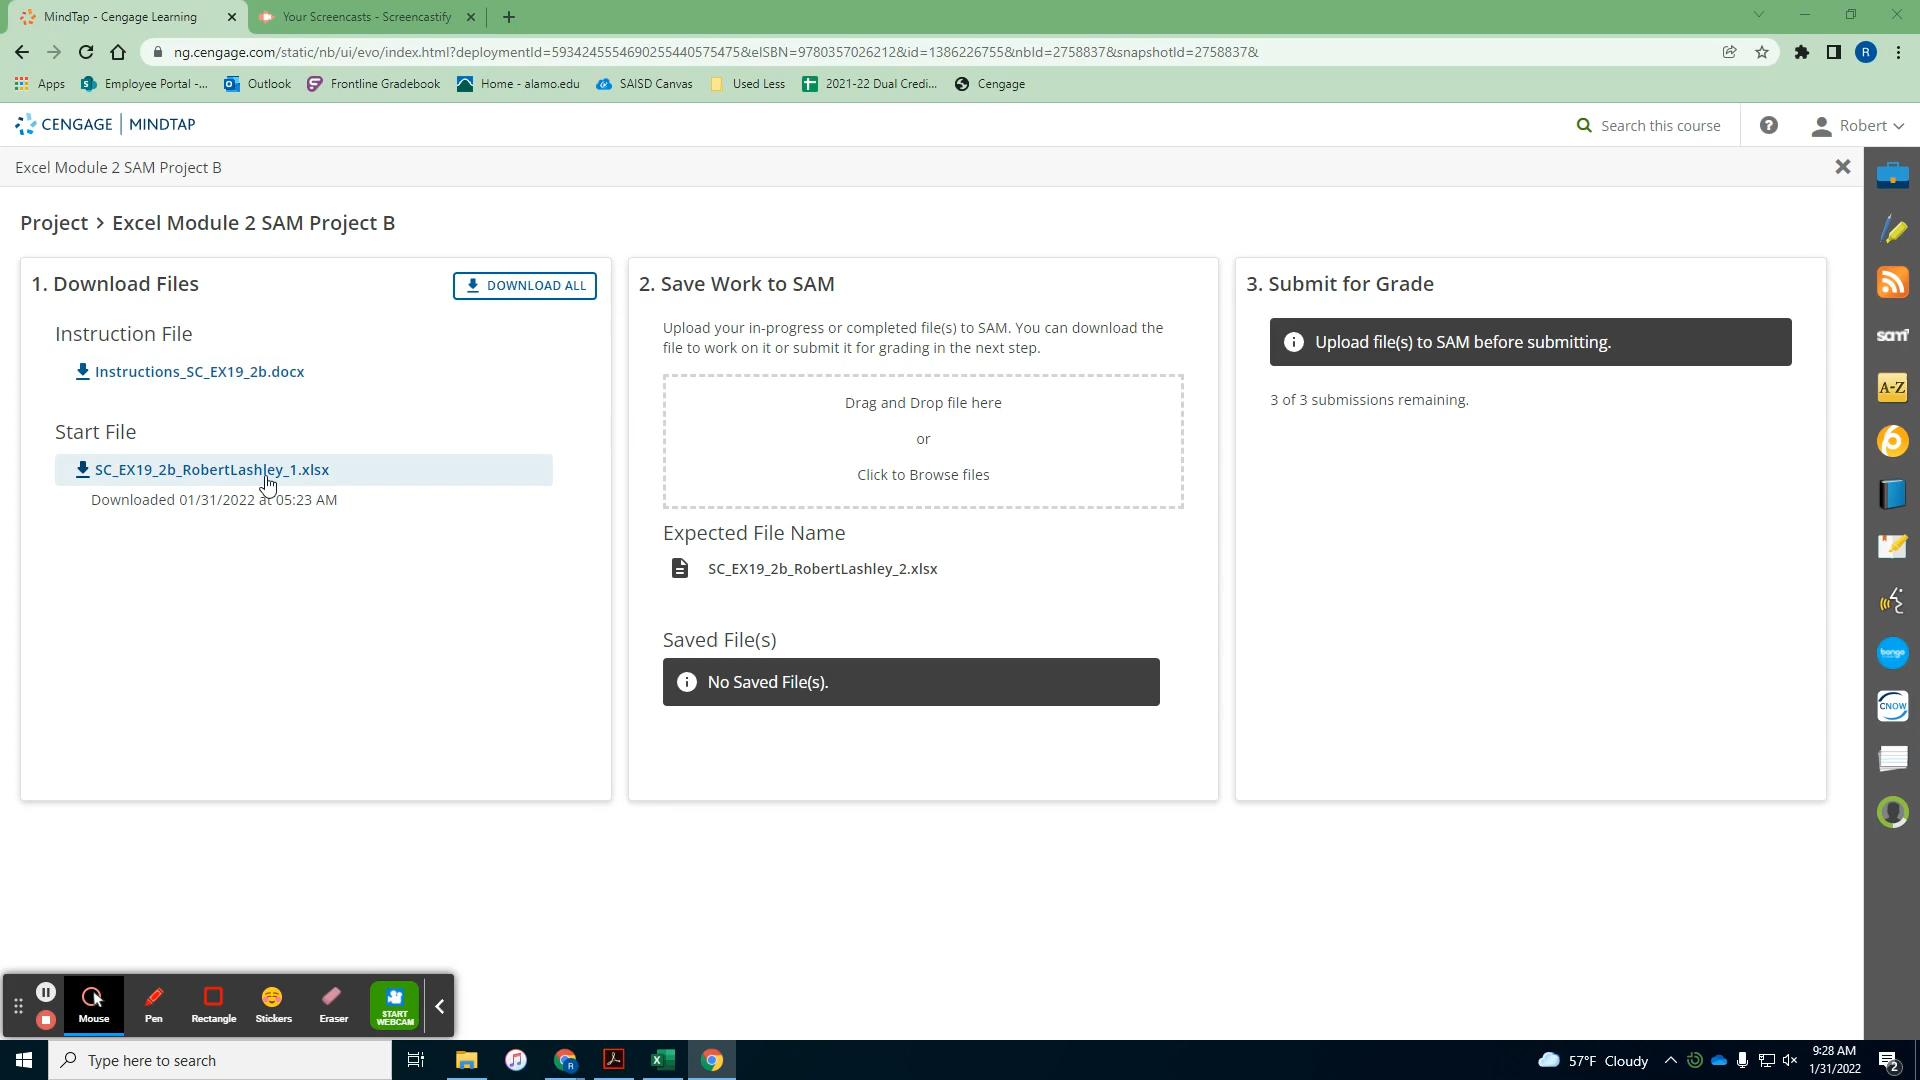 MindTap - Cengage Learning
Your Screencasts - Screencastify
ng.cengage.com/static/nb/ui/evo/index.html?deploymentId=5934245554690255440575475&eISBN=9780357026212&id=1386226755&nbId=2758837&snapshotId=2758837&
R
Apps
Employee Portal -...
Outlook
Frontline Gradebook
Home - alamo.edu
SAISD Canvas
Used Less
2021-22 Dual Credi...
Cengage
CENGAGE | MINDTAP
Search this course
Robert
Excel Module 2 SAM Project B
Project > Excel Module 2 SAM Project B
1. Download Files
DOWNLOAD ALL
Instruction File
Instructions_SC_EX19_2b.docx
Start File
SC_EX19_2b_RobertLashley_1.xlsx
Downloaded 01/31/2022 at 05:23 AM
2. Save Work to SAM
Upload your in-progress or completed file(s) to SAM. You can download the
file to work on it or submit it for grading in the next step.
Drag and Drop file here
or
Click to Browse files
Expected File Name
SC_EX19_2b_RobertLashley_2.xlsx
Saved File(s)
No Saved File(s).
3. Submit for Grade
Upload file(s) to SAM before submitting.
3 of 3 submissions remaining.
sam
A-Z
bongo
CNOW
Mouse
Pen
Rectangle
Stickers
Eraser
START
WEBCAM
Type here to search
57°F Cloudy
9:28 AM
1/31/2022
2